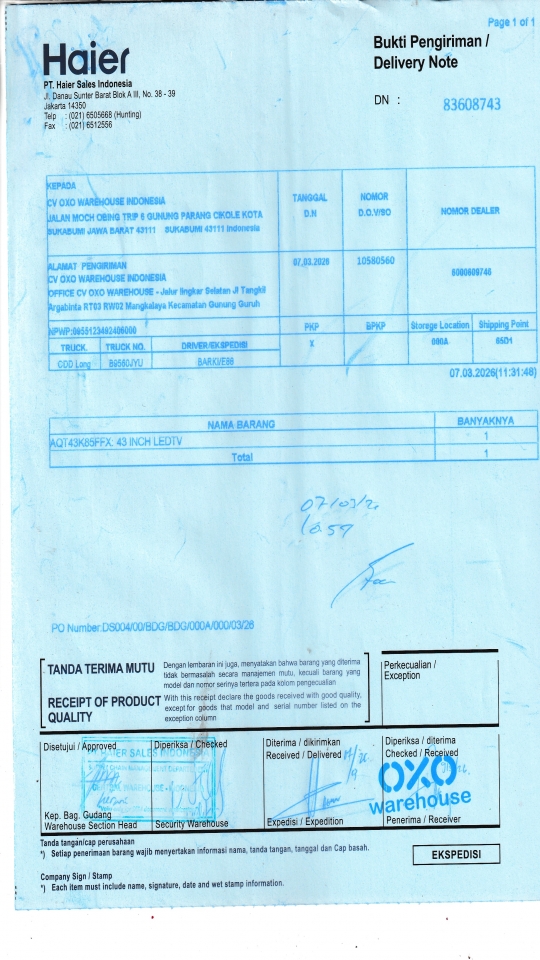 Page 1 of 1
Haier
Bukti Pengiriman /
Delivery Note
PT. Haier Sales Indonesia
Jl. Danau Sunter Barat Blok A III, No. 38 - 39
Jakarta 14350
Telp : (021) 6505668 (Hunting)
Fax : (021) 6512556
DN : 83608743
KEPADA
CV OXO WAREHOUSE INDONESIA
JALAN MOCH OBING TRIP 6 GUNUNG PARANG CIKOLE KOTA
SUKABUMI JAWA BARAT 43111 SUKABUMI 43111 Indonesia
TANGGAL
D.N
NOMOR
D.O.V/SO
NOMOR DEALER
ALAMAT PENGIRIMAN
CV OXO WAREHOUSE INDONESIA
OFFICE CV OXO WAREHOUSE - Jalur lingkar Selatan Jl Tangkil
Argabinta RT03 RW02 Mangkalaya Kecamatan Gunung Guruh
07.03.2026
10580560
NPWP:
PKP
BPKP
Storege Location
Shipping Point
TRUCK.
TRUCK NO.
DRIVER/EKSPEDISI
X
000A
CDD Long
07.03.2026(11:31:46)
NAMA BARANG
BANYAKNYA
AQT43K85FFX: 43 INCH LEDTV
1
Total
1
07/03/26
PO Number:DS004/00/BDG/BDG/000A/000/03/26
TANDA TERIMA MUTU
Dengan lembaran ini juga, menyatakan bahwa barang yang diterima
tidak bermasalah secara manajemen mutu, kecuali barang yang
model dan nomor serinya tertera pada kolom pengecualian
RECEIPT OF PRODUCT
QUALITY
With this receipt declare the goods received with good quality,
except for goods that model and serial number listed on the
exception column
Perkecualian /
Exception
Disetujui / Approved
Diperiksa / Checked
Diterima / dikirimkan
Received / Delivered
Diperiksa / diterima
Checked / Received
OXO
warehouse
Kep. Bag. Gudang
Warehouse Section Head
Security Warehouse
Expedisi / Expedition
Penerima / Receiver
Tanda tangan/cap perusahaan
*) Setiap penerimaan barang wajib menyertakan informasi nama, tanda tangan, tanggal dan Cap basah.
EKSPEDISI
Company Sign / Stamp
*) Each item must include name, signature, date and wet stamp information.